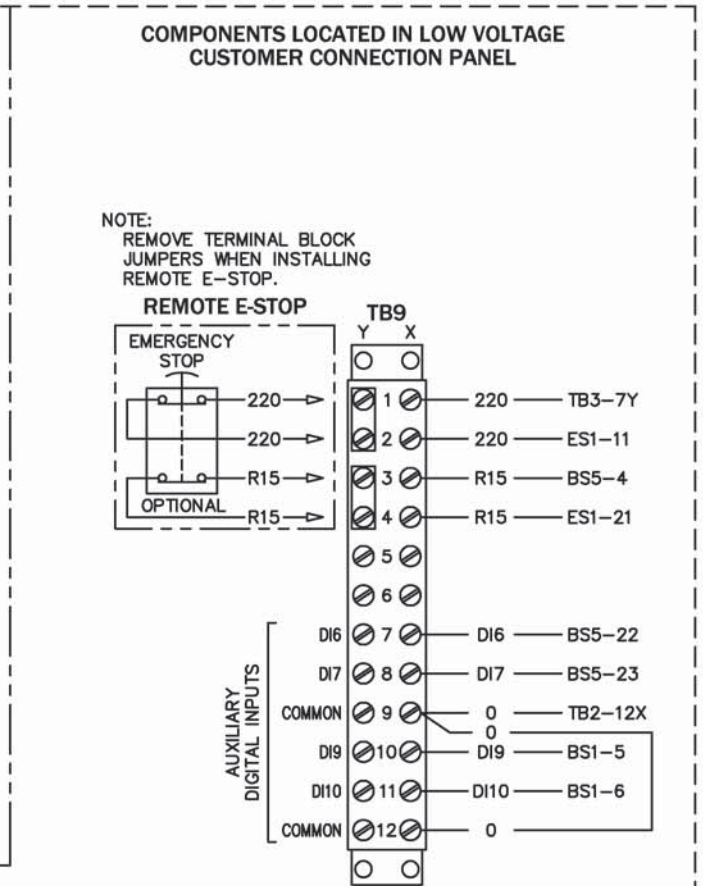 COMPONENTS LOCATED IN LOW VOLTAGE
CUSTOMER CONNECTION PANEL
NOTE:
REMOVE TERMINAL BLOCK
JUMPERS WHEN INSTALLING
REMOTE E-STOP.
REMOTE E-STOP
TB9
Y X
EMERGENCY
STOP
220 1 220 TB3-7Y
220 2 220 ES1-11
R15 3 R15 BS5-4
OPTIONAL
R15 4 R15 ES1-21
5
6
AUXILIARY
DIGITAL INPUTS
DI6 7 DI6 BS5-22
DI7 8 DI7 BS5-23
COMMON 9 0 TB2-12X
0
DI9 10 DI9 BS1-5
DI10 11 DI10 BS1-6
COMMON 12 0